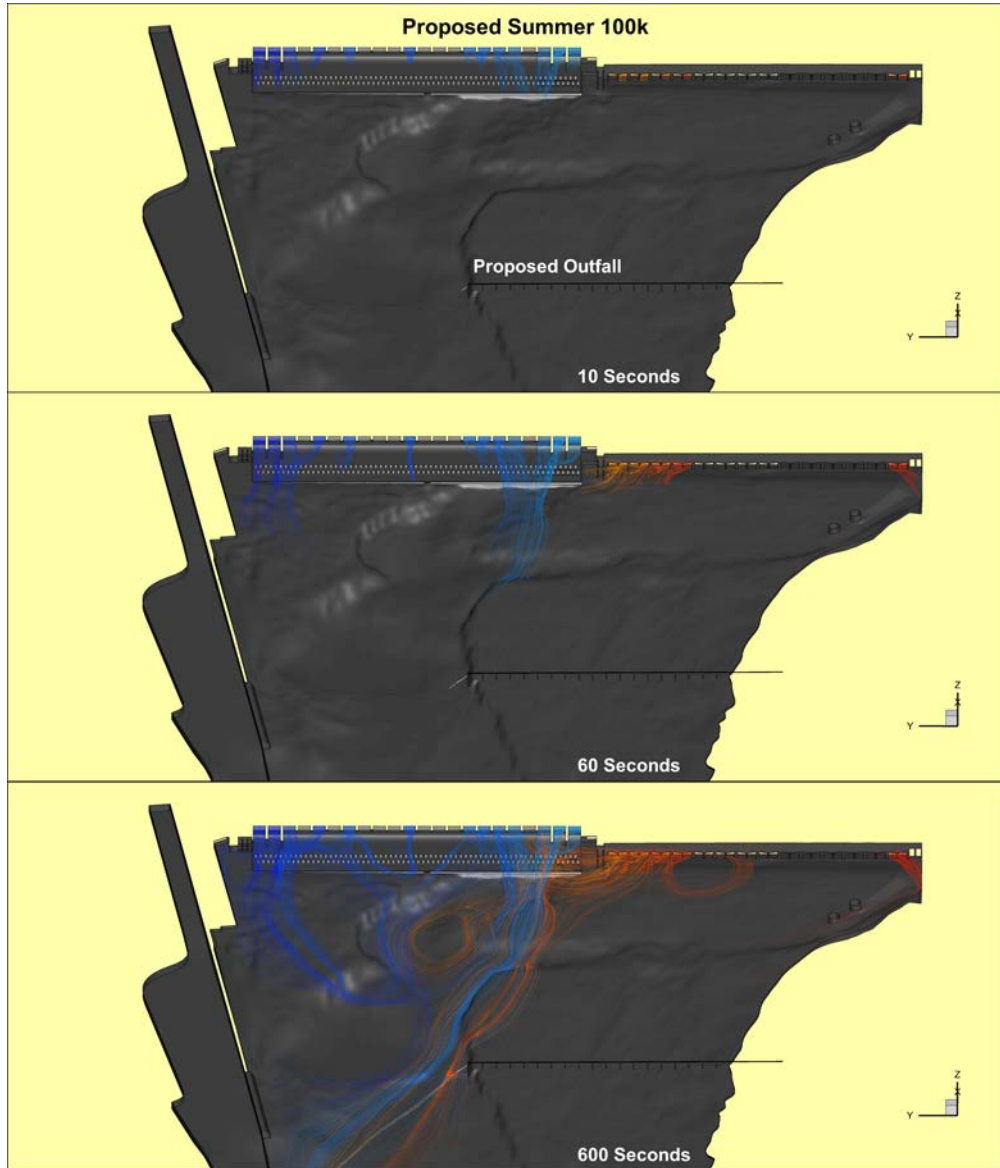 Proposed Summer 100k
Proposed Outfall
Z
X
Y
10 Seconds
Z
X
Y
60 Seconds
Z
X
Y
600 Seconds